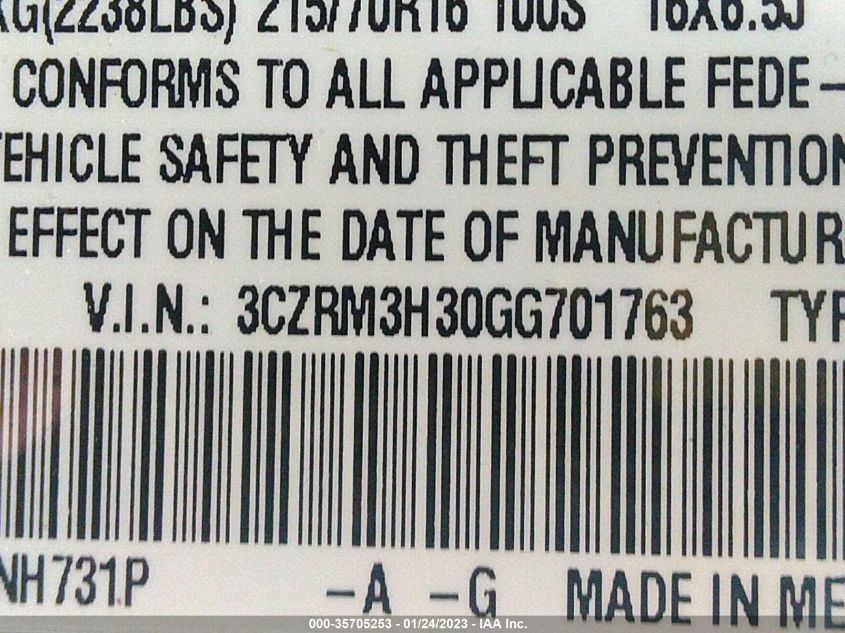 KG(2238LBS) 215/70R16 100S 16X6.5J
CONFORMS TO ALL APPLICABLE FEDE-
VEHICLE SAFETY AND THEFT PREVENTION
EFFECT ON THE DATE OF MANUFACTUR
V.I.N.: 3CZRM3H30GG701763 TYP
NH731P -A -G MADE IN ME
000-35705253 - 01/24/2023 - IAA Inc.